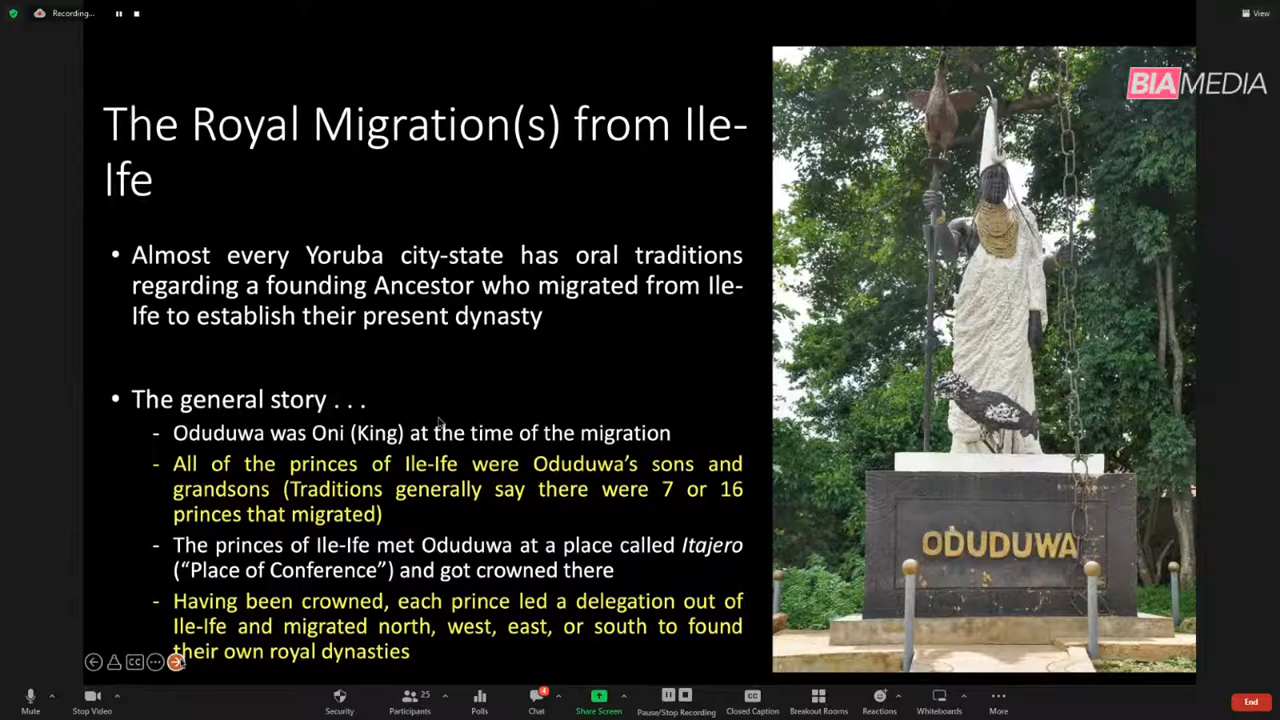 Recording...
View
BIAMEDIA
The Royal Migration(s) from Ile-
Ife
• Almost every Yoruba city-state has oral traditions
regarding a founding Ancestor who migrated from Ile-
Ife to establish their present dynasty
• The general story . . .
- Oduduwa was Oni (King) at the time of the migration
- All of the princes of Ile-Ife were Oduduwa's sons and
grandsons (Traditions generally say there were 7 or 16
princes that migrated)
- The princes of Ile-Ife met Oduduwa at a place called Itajero
("Place of Conference") and got crowned there
- Having been crowned, each prince led a delegation out of
Ile-Ife and migrated north, west, east, or south to found
their own royal dynasties
ODUDUWA
CC
Mute
Stop Video
Security
25
Participants
Polls
4
Chat
Share Screen
Pause/Stop Recording
CC
Closed Caption
Breakout Rooms
Reactions
Whiteboards
More
End